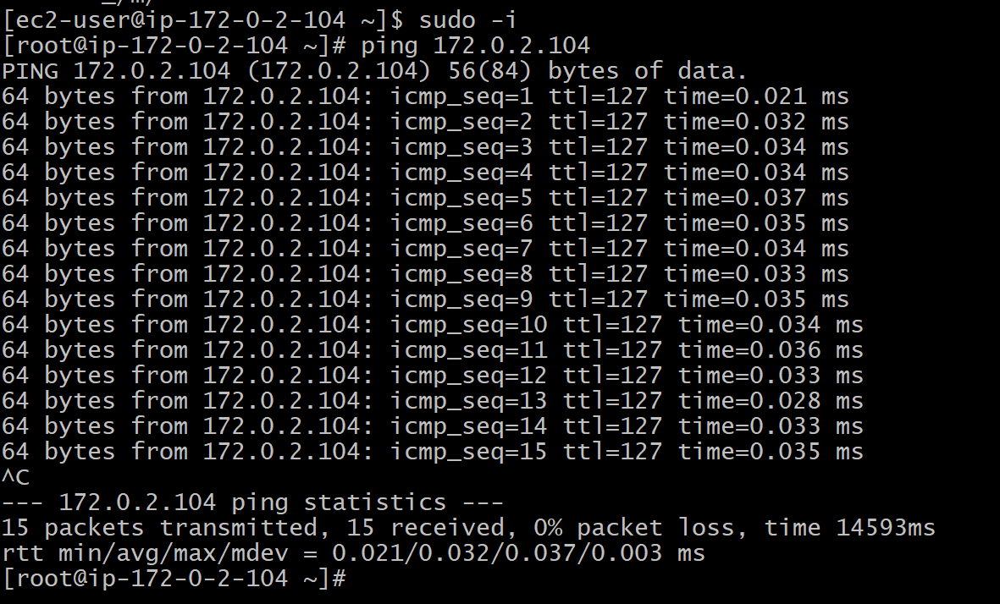 _/m/
[ec2-user@ip-172-0-2-104 ~]$ sudo -i
[root@ip-172-0-2-104 ~]# ping 172.0.2.104
PING 172.0.2.104 (172.0.2.104) 56(84) bytes of data.
64 bytes from 172.0.2.104: icmp_seq=1 ttl=127 time=0.021 ms
64 bytes from 172.0.2.104: icmp_seq=2 ttl=127 time=0.032 ms
64 bytes from 172.0.2.104: icmp_seq=3 ttl=127 time=0.034 ms
64 bytes from 172.0.2.104: icmp_seq=4 ttl=127 time=0.034 ms
64 bytes from 172.0.2.104: icmp_seq=5 ttl=127 time=0.037 ms
64 bytes from 172.0.2.104: icmp_seq=6 ttl=127 time=0.035 ms
64 bytes from 172.0.2.104: icmp_seq=7 ttl=127 time=0.034 ms
64 bytes from 172.0.2.104: icmp_seq=8 ttl=127 time=0.033 ms
64 bytes from 172.0.2.104: icmp_seq=9 ttl=127 time=0.035 ms
64 bytes from 172.0.2.104: icmp_seq=10 ttl=127 time=0.034 ms
64 bytes from 172.0.2.104: icmp_seq=11 ttl=127 time=0.036 ms
64 bytes from 172.0.2.104: icmp_seq=12 ttl=127 time=0.033 ms
64 bytes from 172.0.2.104: icmp_seq=13 ttl=127 time=0.028 ms
64 bytes from 172.0.2.104: icmp_seq=14 ttl=127 time=0.033 ms
64 bytes from 172.0.2.104: icmp_seq=15 ttl=127 time=0.035 ms
^C
--- 172.0.2.104 ping statistics ---
15 packets transmitted, 15 received, 0% packet loss, time 14593ms
rtt min/avg/max/mdev = 0.021/0.032/0.037/0.003 ms
[root@ip-172-0-2-104 ~]#